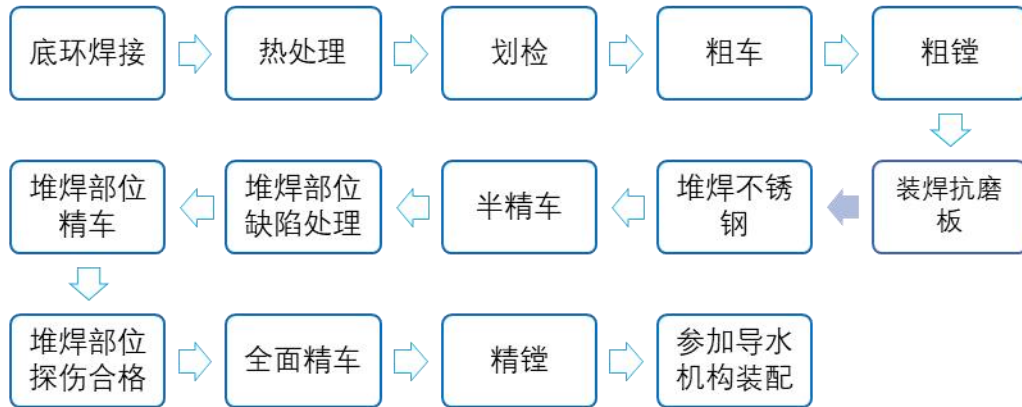 底环焊接
热处理
划检
粗车
粗镗
装焊抗磨
板
堆焊不锈
钢
半精车
堆焊部位
缺陷处理
堆焊部位
精车
堆焊部位
探伤合格
全面精车
精镗
参加导水
机构装配